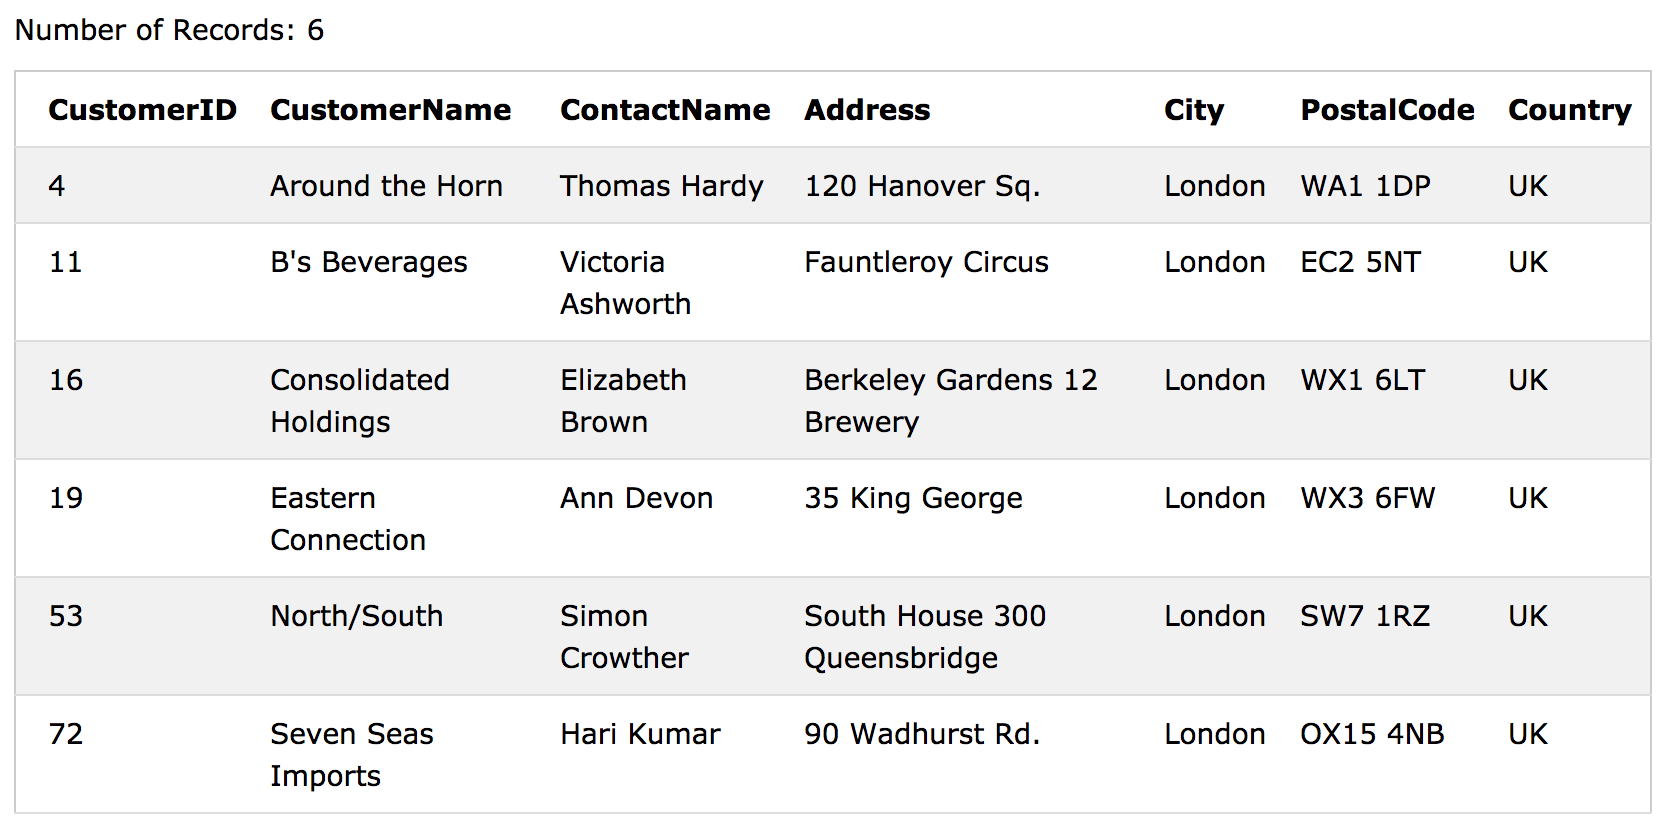 Number of Records: 6
CustomerID CustomerName ContactName Address City PostalCode Country
4 Around the Horn Thomas Hardy 120 Hanover Sq. London WA1 1DP UK
11 B's Beverages Victoria Fauntleroy Circus London EC2 5NT UK
Ashworth
16 Consolidated Elizabeth Berkeley Gardens 12 London WX1 6LT UK
Holdings Brown Brewery
19 Eastern Ann Devon 35 King George London WX3 6FW UK
Connection
53 North/South Simon South House 300 London SW7 1RZ UK
Crowther Queensbridge
72 Seven Seas Hari Kumar 90 Wadhurst Rd. London OX15 4NB UK
Imports